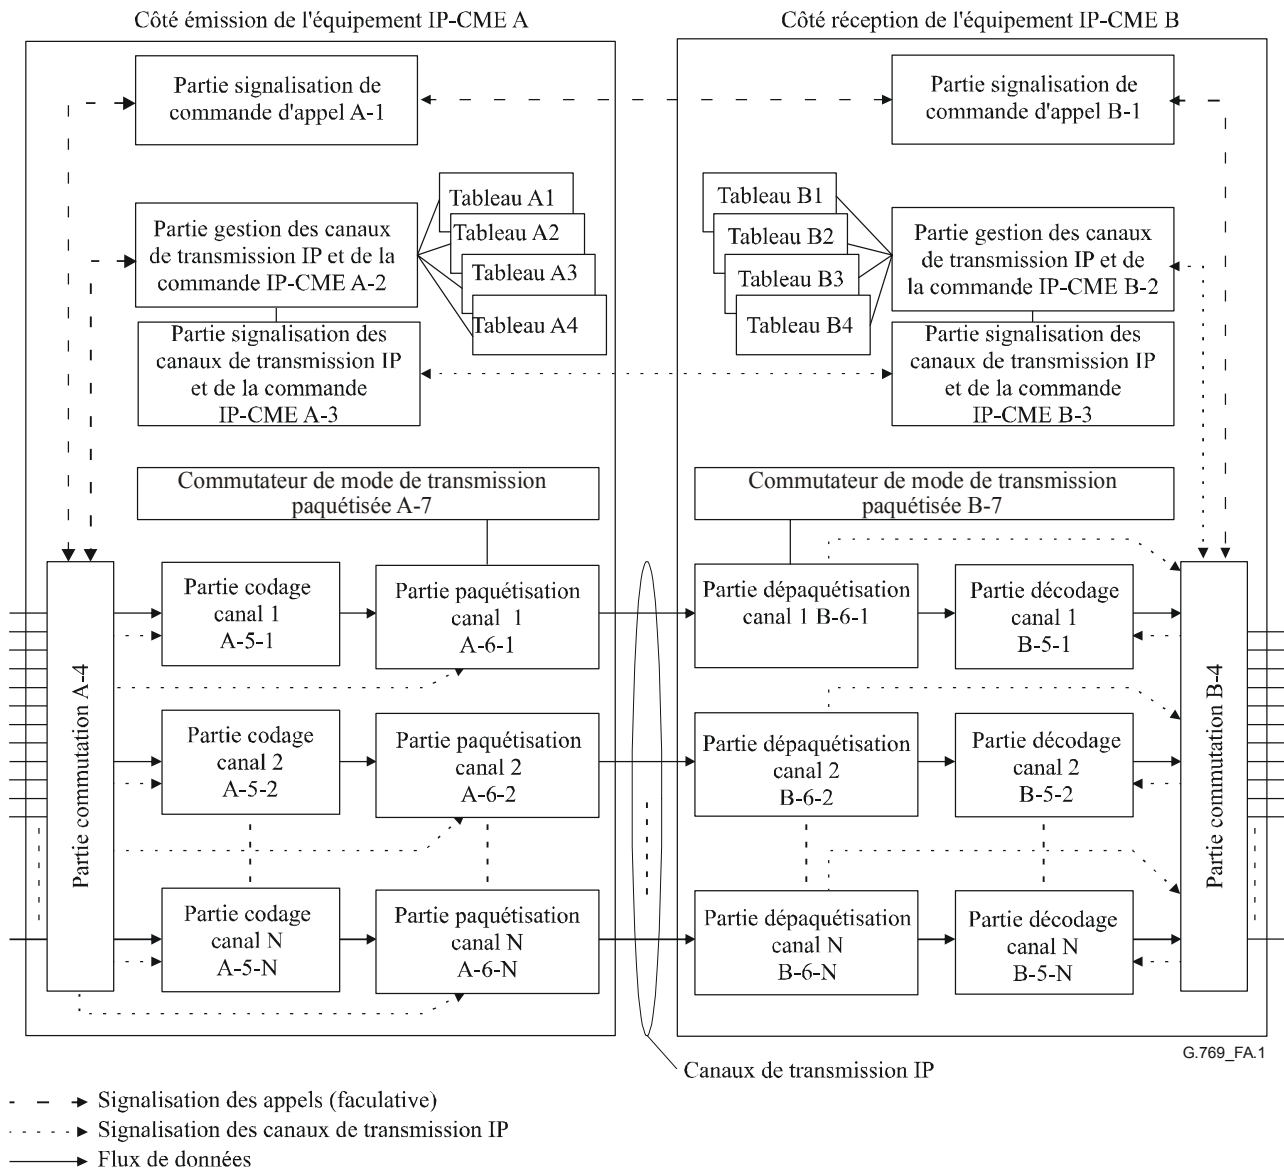 Côté émission de l'équipement IP-CME A
Côté réception de l'équipement IP-CME B
Partie signalisation de
commande d'appel A-1
Partie signalisation de
commande d'appel B-1
Tableau A1
Tableau A2
Tableau A3
Tableau A4
Partie gestion des canaux
de transmission IP et de la
commande IP-CME A-2
Tableau B1
Tableau B2
Tableau B3
Tableau B4
Partie gestion des canaux
de transmission IP et de
la commande IP-CME B-2
Partie signalisation des
canaux de transmission IP
et de la commande
IP-CME A-3
Partie signalisation des
canaux de transmission IP
et de la commande
IP-CME B-3
Commutateur de mode de transmission
paquétisée A-7
Commutateur de mode de transmission
paquétisée B-7
Partie commutation A-4
Partie codage
canal 1
A-5-1
Partie paquétisation
canal 1
A-6-1
Partie dépaquétisation
canal 1 B-6-1
Partie décodage
canal 1
B-5-1
Partie commutation B-4
Partie codage
canal 2
A-5-2
Partie paquétisation
canal 2
A-6-2
Partie dépaquétisation
canal 2
B-6-2
Partie décodage
canal 2
B-5-2
Partie codage
canal N
A-5-N
Partie paquétisation
canal N
A-6-N
Partie dépaquétisation
canal N
B-6-N
Partie décodage
canal N
B-5-N
G.769_FA.1
Canaux de transmission IP
Signalisation des appels (faculative)
Signalisation des canaux de transmission IP
Flux de données